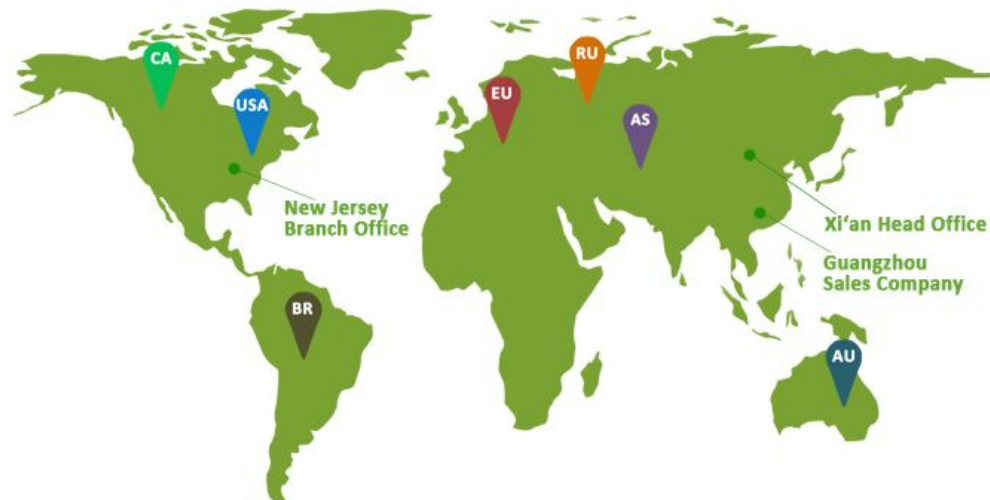 CA
RU
EU
USA
AS
New Jersey
Branch Office
Xi‘an Head Office
Guangzhou
Sales Company
BR
AU